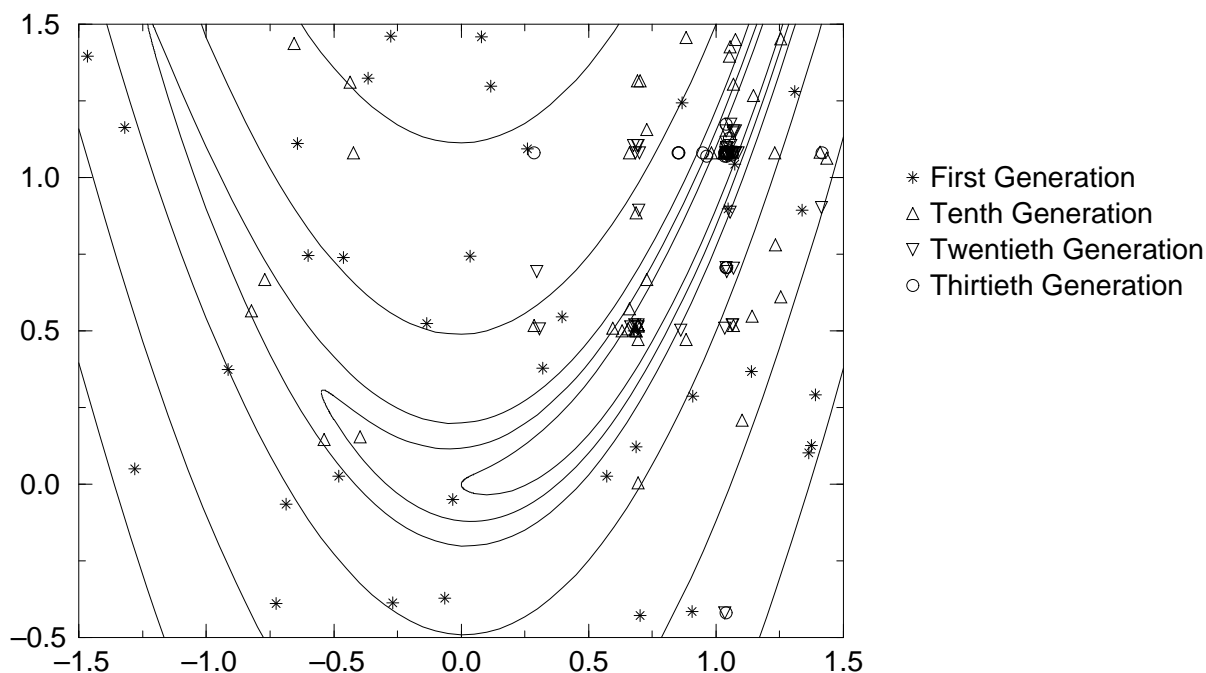 1.5
1.0
0.5
0.0
−0.5
−1.5 −1.0 −0.5 0.0 0.5 1.0 1.5
First Generation
Tenth Generation
Twentieth Generation
Thirtieth Generation